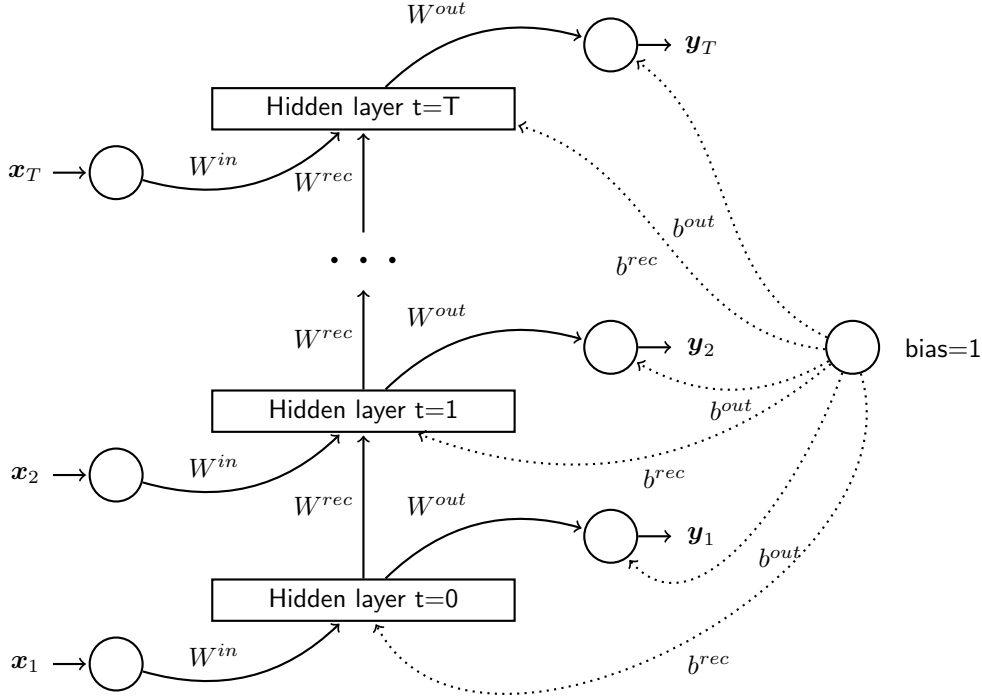 W^{out}
y_T
Hidden layer t=T
x_T
W^{in}
W^{rec}
b^{out}
b^{rec}
. . .
W^{rec}
W^{out}
y_2
bias=1
Hidden layer t=1
b^{out}
x_2
W^{in}
b^{rec}
W^{rec}
W^{out}
y_1
b^{out}
Hidden layer t=0
x_1
W^{in}
b^{rec}